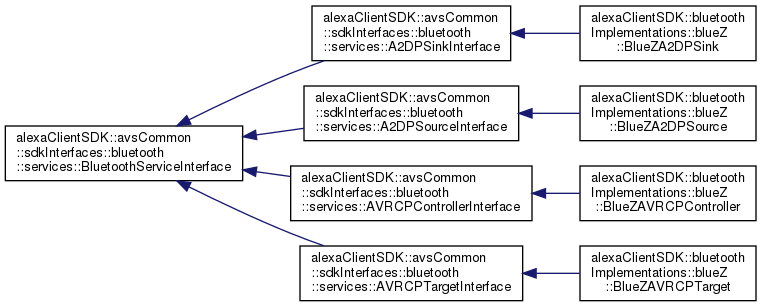 alexaClientSDK::avsCommon
::sdkInterfaces::bluetooth
::services::BluetoothServiceInterface
alexaClientSDK::avsCommon
::sdkInterfaces::bluetooth
::services::A2DPSinkInterface
alexaClientSDK::bluetooth
Implementations::blueZ
::BlueZA2DPSink
alexaClientSDK::avsCommon
::sdkInterfaces::bluetooth
::services::A2DPSourceInterface
alexaClientSDK::bluetooth
Implementations::blueZ
::BlueZA2DPSource
alexaClientSDK::avsCommon
::sdkInterfaces::bluetooth
::services::AVRCPControllerInterface
alexaClientSDK::bluetooth
Implementations::blueZ
::BlueZAVRCPController
alexaClientSDK::avsCommon
::sdkInterfaces::bluetooth
::services::AVRCPTargetInterface
alexaClientSDK::bluetooth
Implementations::blueZ
::BlueZAVRCPTarget